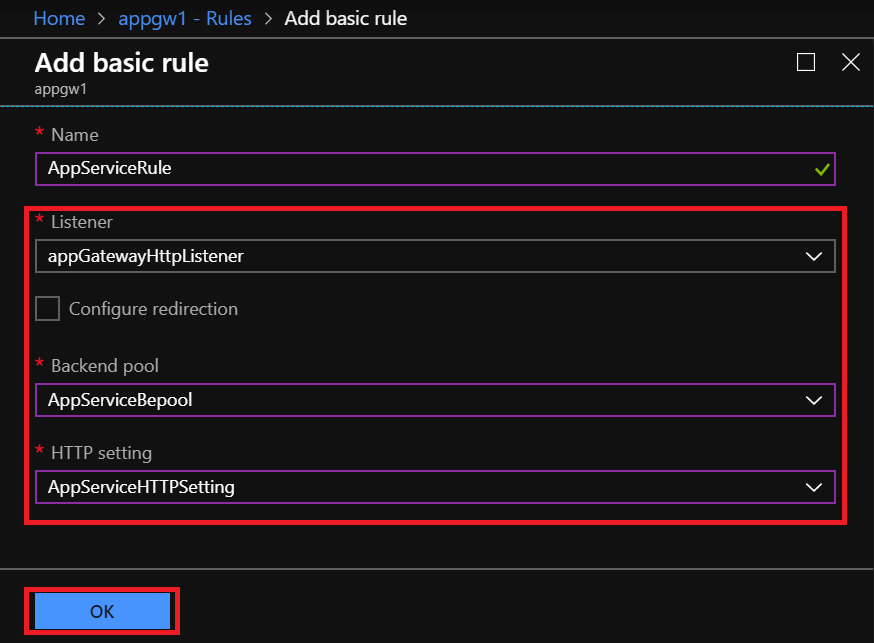 Home > appgw1 - Rules > Add basic rule
Add basic rule
appgw1
* Name
AppServiceRule
* Listener
appGatewayHttpListener
Configure redirection
* Backend pool
AppServiceBepool
* HTTP setting
AppServiceHTTPSetting
OK